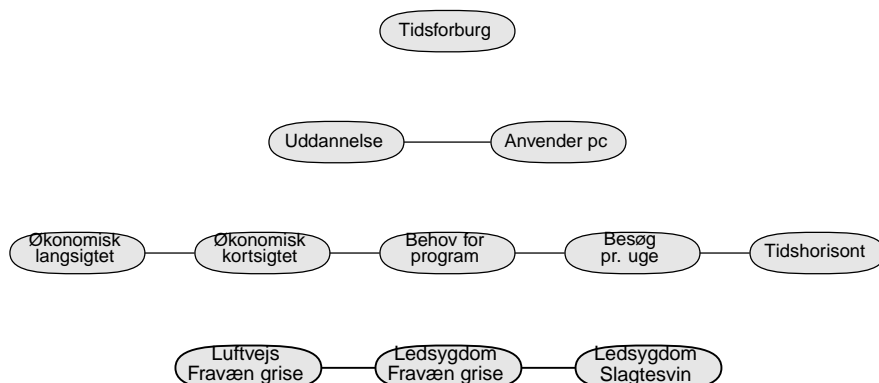 Tidsforburg
Uddannelse
Anvender pc
Økonomisk
langsigtet
Økonomisk
kortsigtet
Behov for
program
Besøg
pr. uge
Tidshorisont
Luftvejs
Fravæn grise
Ledsygdom
Fravæn grise
Ledsygdom
Slagtesvin